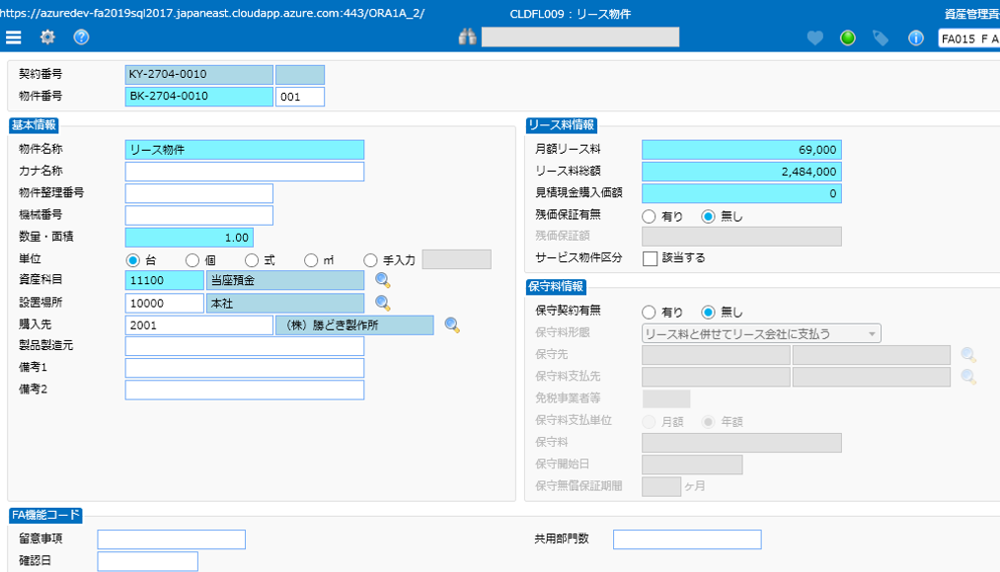 https://azuredev-fa2019sql2017.japaneast.cloudapp.azure.com:443/ORA1A_2/ CLDFL009 : リース物件 資産管理責
FA015 F A
契約番号 KY-2704-0010
物件番号 BK-2704-0010 001
基本情報
物件名称 リース物件
カナ名称
物件整理番号
機械番号
数量・面積 1.00
単位 台 個 式 ㎡ 手入力
資産科目 11100 当座預金
設置場所 10000 本社
購入先 2001 （株）勝どき製作所
製品製造元
備考1
備考2
リース料情報
月額リース料 69,000
リース料総額 2,484,000
見積現金購入価額 0
残価保証有無 有り 無し
残価保証額
サービス物件区分 該当する
保守料情報
保守契約有無 有り 無し
保守料形態 リース料と併せてリース会社に支払う
保守先
保守料支払先
免税事業者等
保守料支払単位 月額 年額
保守料
保守開始日
保守無償保証期間 ヶ月
FA機能コード
留意事項 共用部門数
確認日